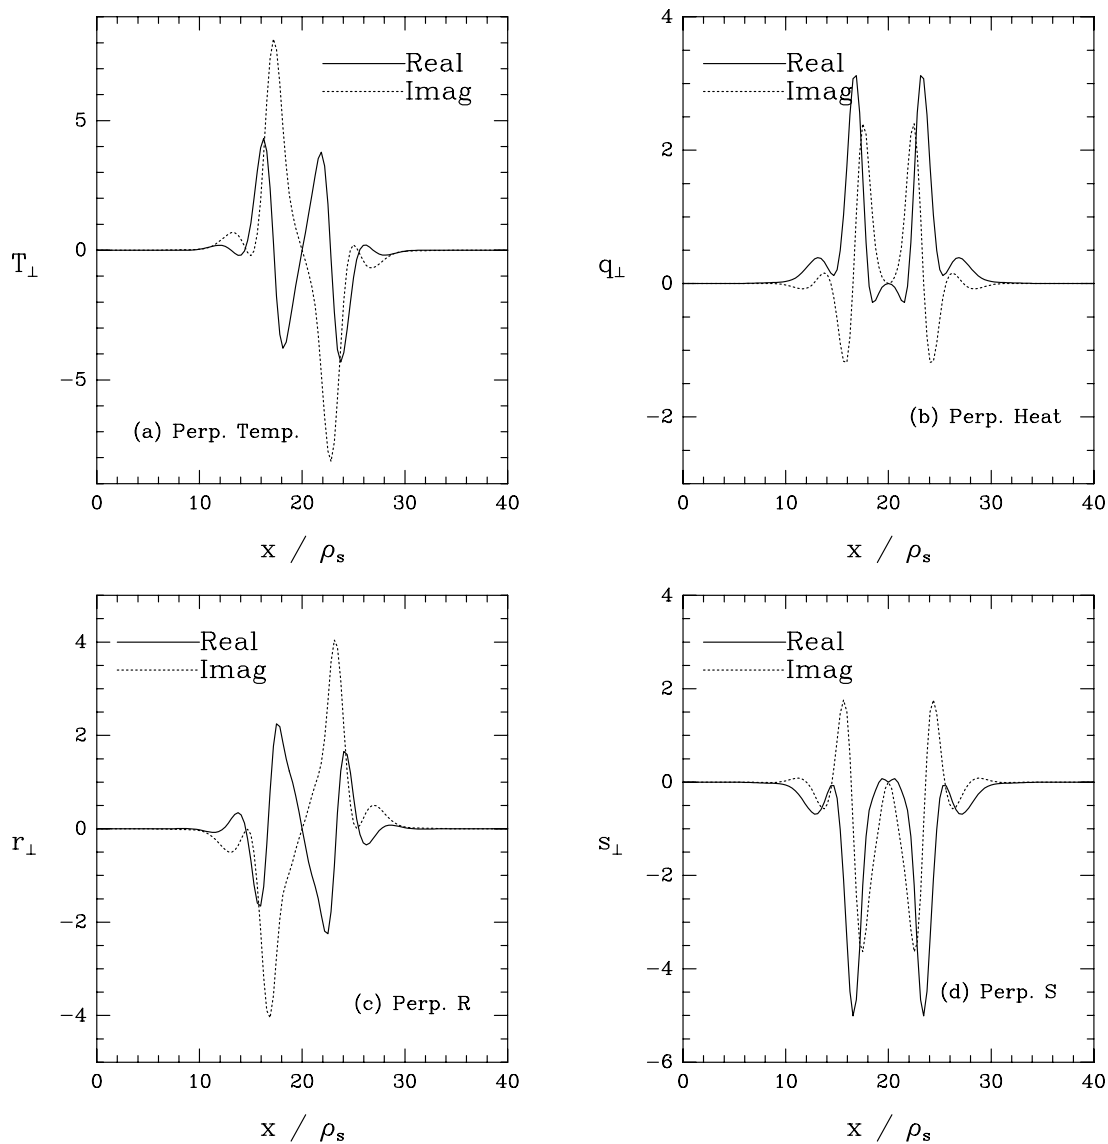 Real
Imag
5
0
−5
T⊥
(a) Perp. Temp.
0 10 20 30 40
x / ρs
4
2
0
−2
q⊥
Real
Imag
(b) Perp. Heat
0 10 20 30 40
x / ρs
4
2
0
−2
−4
r⊥
Real
Imag
(c) Perp. R
0 10 20 30 40
x / ρs
4
2
0
−2
−4
−6
s⊥
Real
Imag
(d) Perp. S
0 10 20 30 40
x / ρs